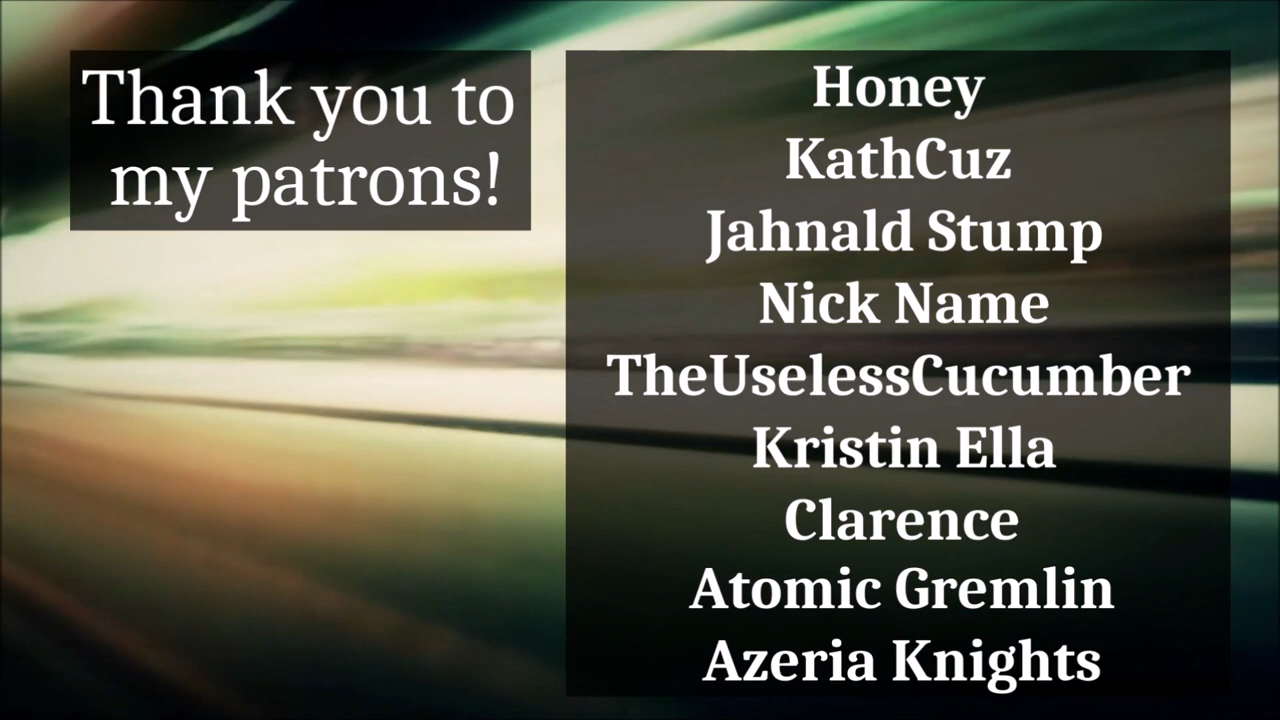 Thank you to
my patrons!
Honey
KathCuz
Jahnald Stump
Nick Name
TheUselessCucumber
Kristin Ella
Clarence
Atomic Gremlin
Azeria Knights